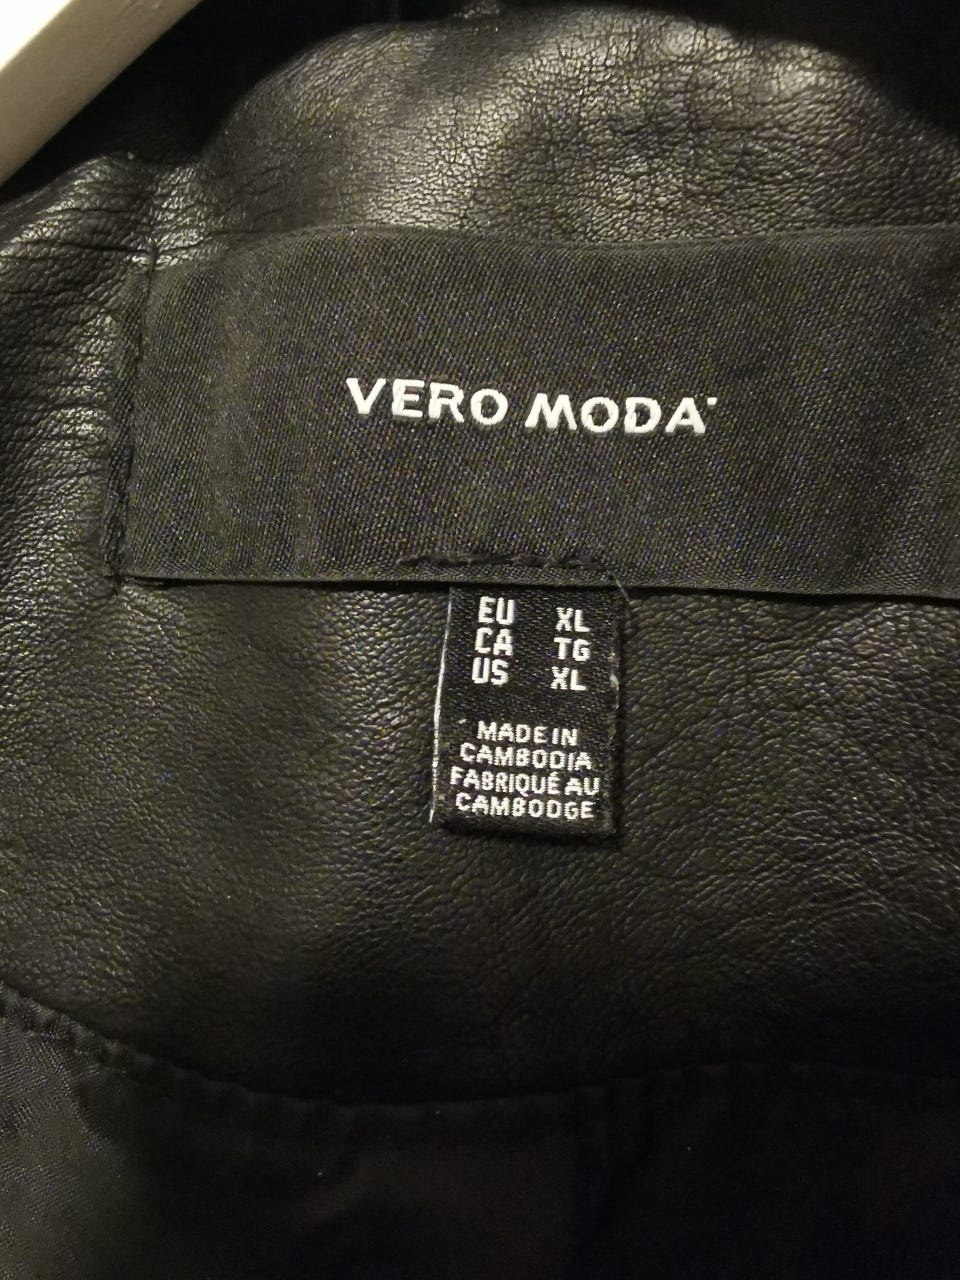 VERO MODA
EU XL
CA TG
US XL
MADE IN
CAMBODIA
FABRIQUÉ AU
CAMBODGE